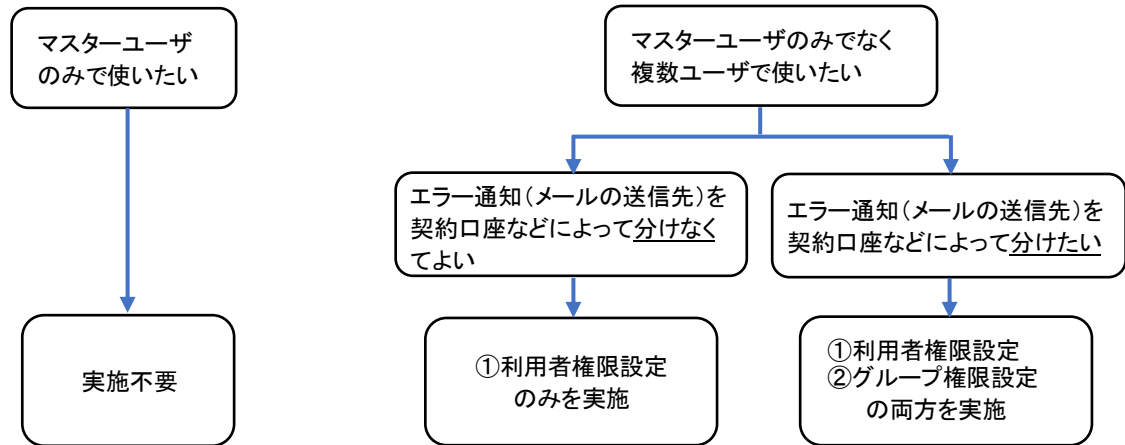 マスターユーザ
のみで使いたい
マスターユーザのみでなく
複数ユーザで使いたい
エラー通知(メールの送信先)を
契約口座などによって分けなく
てよい
エラー通知(メールの送信先)を
契約口座などによって分けたい
実施不要
①利用者権限設定
のみを実施
①利用者権限設定
②グループ権限設定
の両方を実施